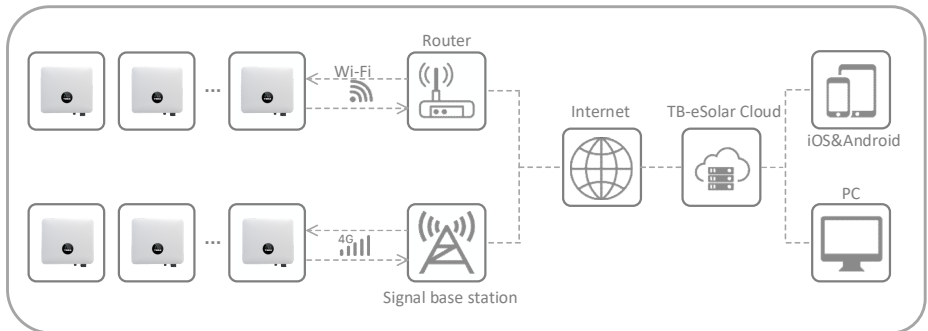 Router
Wi-Fi
...
Internet
TB-eSolar Cloud
iOS&Android
PC
4G
...
Signal base station